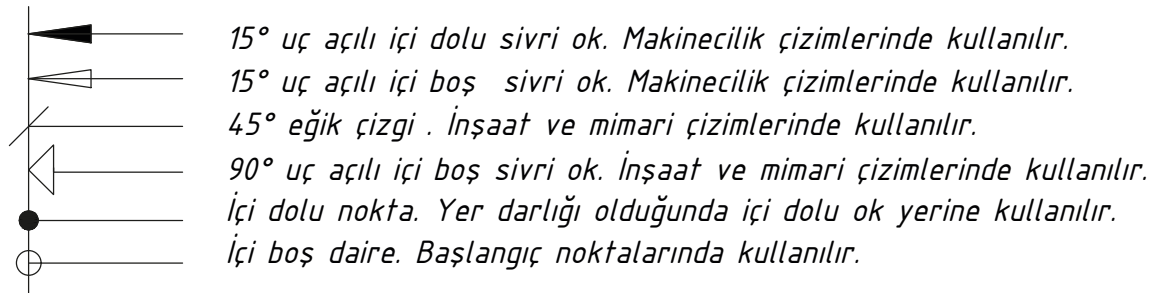 15° uç açılı içi dolu sivri ok. Makinecilik çizimlerinde kullanılır.
15° uç açılı içi boş sivri ok. Makinecilik çizimlerinde kullanılır.
45° eğik çizgi . İnşaat ve mimari çizimlerinde kullanılır.
90° uç açılı içi boş sivri ok. İnşaat ve mimari çizimlerinde kullanılır.
İçi dolu nokta. Yer darlığı olduğunda içi dolu ok yerine kullanılır.
İçi boş daire. Başlangıç noktalarında kullanılır.